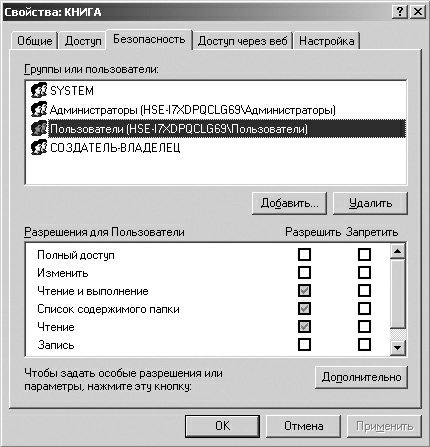 Свойства: КНИГА
Общие Доступ Безопасность Доступ через веб Настройка
Группы или пользователи:
SYSTEM
Администраторы (HSE-I7XDPQCLG69\Администраторы)
Пользователи (HSE-I7XDPQCLG69\Пользователи)
СОЗДАТЕЛЬ-ВЛАДЕЛЕЦ
Добавить... Удалить
Разрешения для Пользователи Разрешить Запретить
Полный доступ
Изменить
Чтение и выполнение
Список содержимого папки
Чтение
Запись
Чтобы задать особые разрешения или
параметры, нажмите эту кнопку:
Дополнительно
OK Отмена Применить